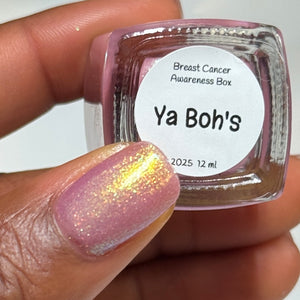 Breast Cancer
Awareness Box
Ya Boh's
2025 12 ml